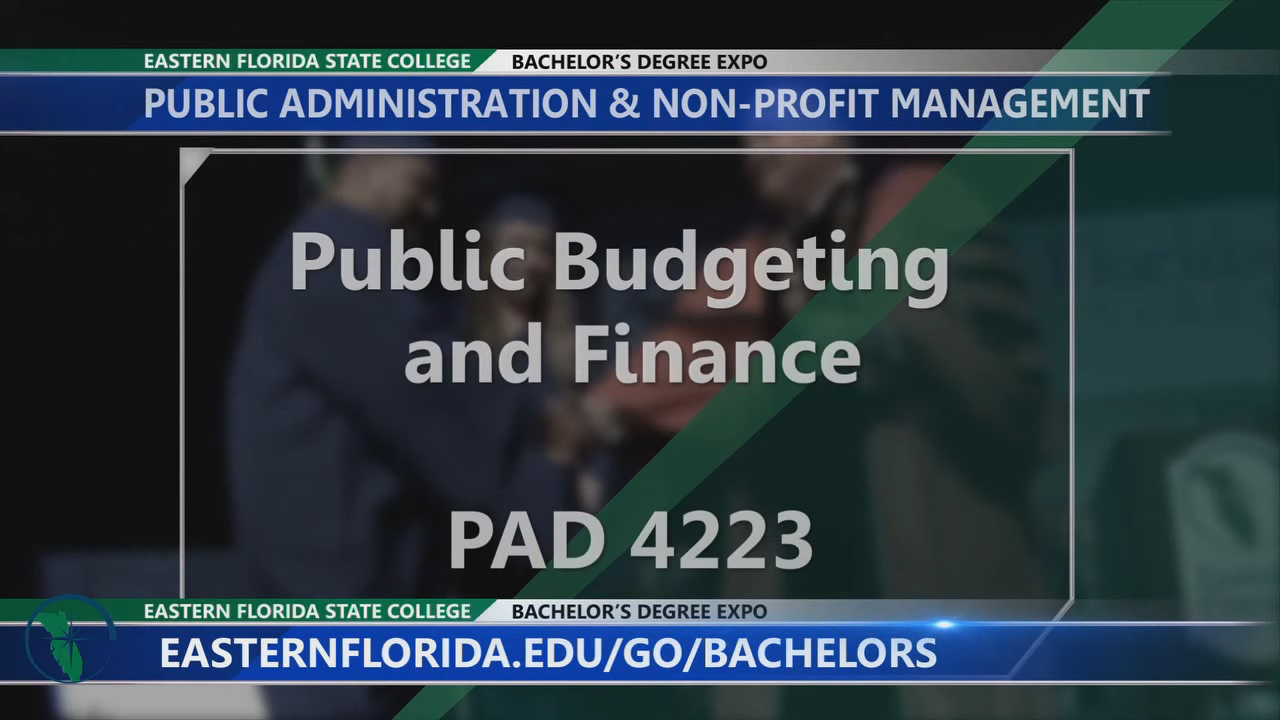 EASTERN FLORIDA STATE COLLEGE BACHELOR'S DEGREE EXPO
PUBLIC ADMINISTRATION & NON-PROFIT MANAGEMENT
Public Budgeting
and Finance
PAD 4223
EASTERN FLORIDA STATE COLLEGE BACHELOR'S DEGREE EXPO
EASTERNFLORIDA.EDU/GO/BACHELORS